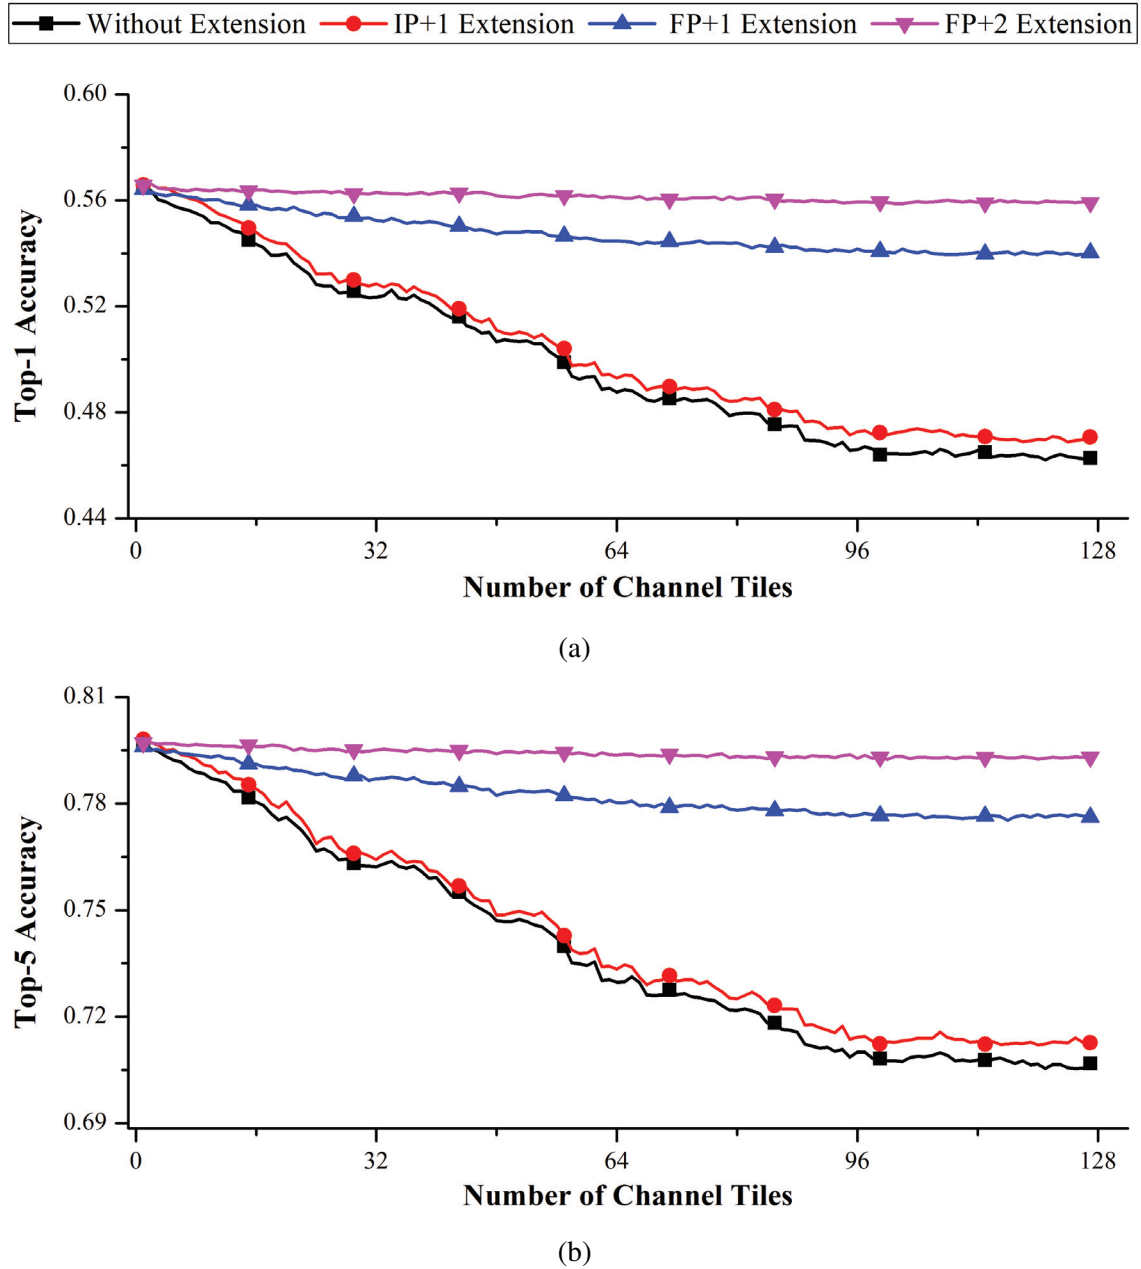 Without Extension IP+1 Extension FP+1 Extension FP+2 Extension
0.60
0.56
0.52
0.48
0.44
Top-1 Accuracy
0 32 64 96 128
Number of Channel Tiles
(a)
0.81
0.78
0.75
0.72
0.69
Top-5 Accuracy
0 32 64 96 128
Number of Channel Tiles
(b)